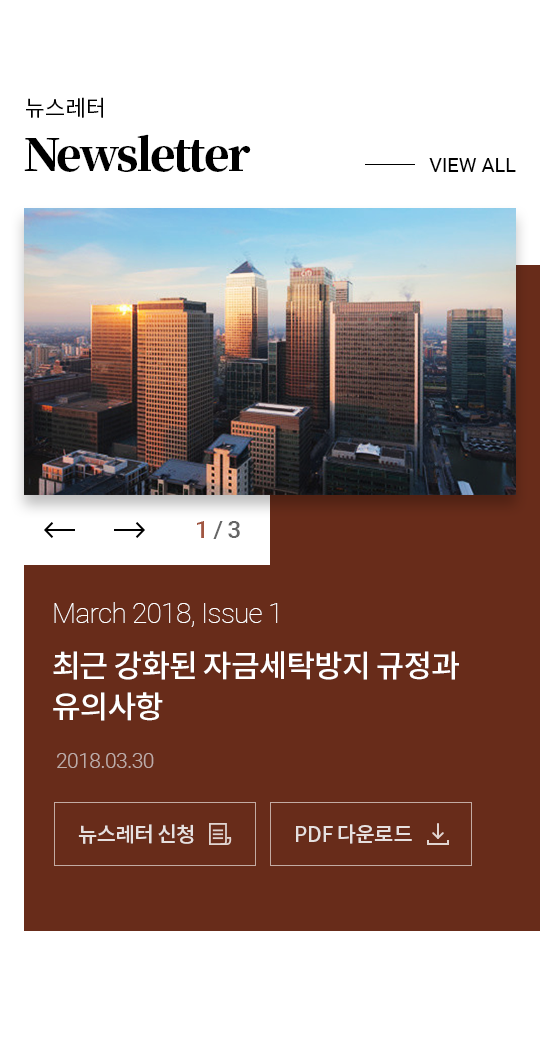 뉴스레터
Newsletter
VIEW ALL
1 / 3
March 2018, Issue 1
최근 강화된 자금세탁방지 규정과
유의사항
2018.03.30
뉴스레터 신청
PDF 다운로드